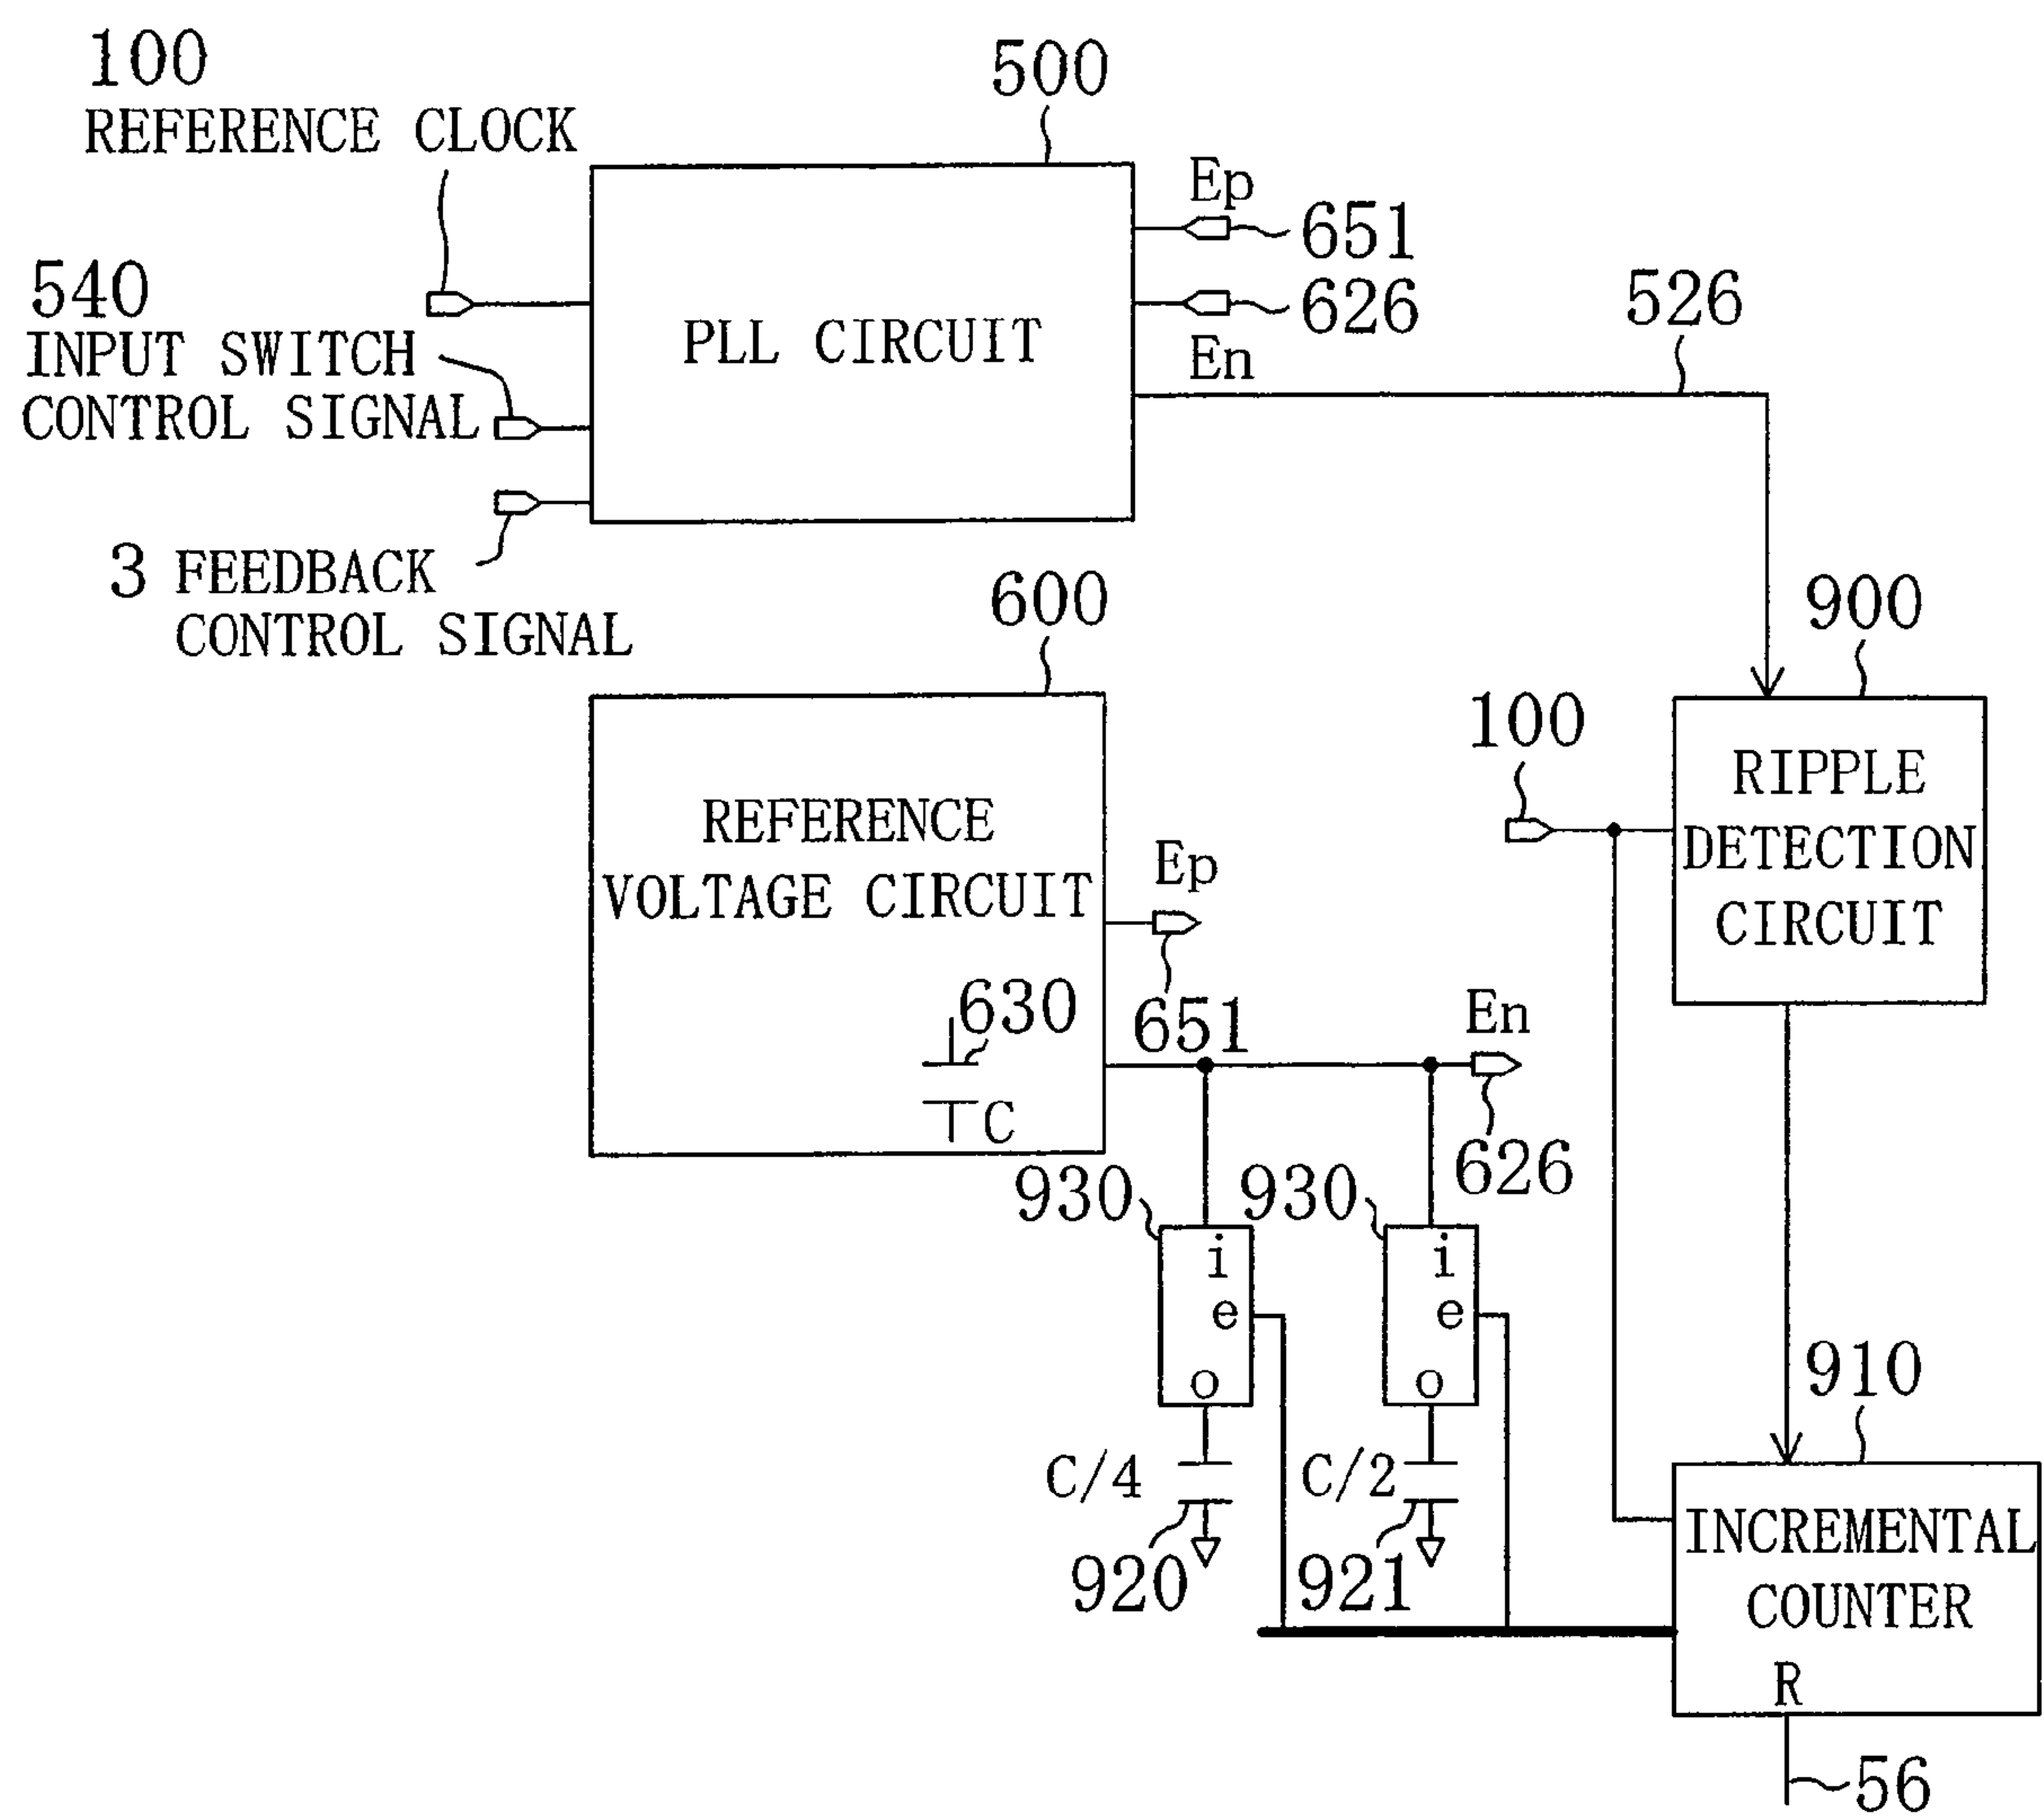 100
REFERENCE CLOCK
500
Ep
651
540
INPUT SWITCH
CONTROL SIGNAL
626
PLL CIRCUIT
En
526
3 FEEDBACK
CONTROL SIGNAL
600
900
100
RIPPLE
DETECTION
CIRCUIT
REFERENCE
VOLTAGE CIRCUIT
Ep
651
630
C
En
626
930
930
i
e
o
i
e
o
910
C/4
C/2
920
921
INCREMENTAL
COUNTER
R
56